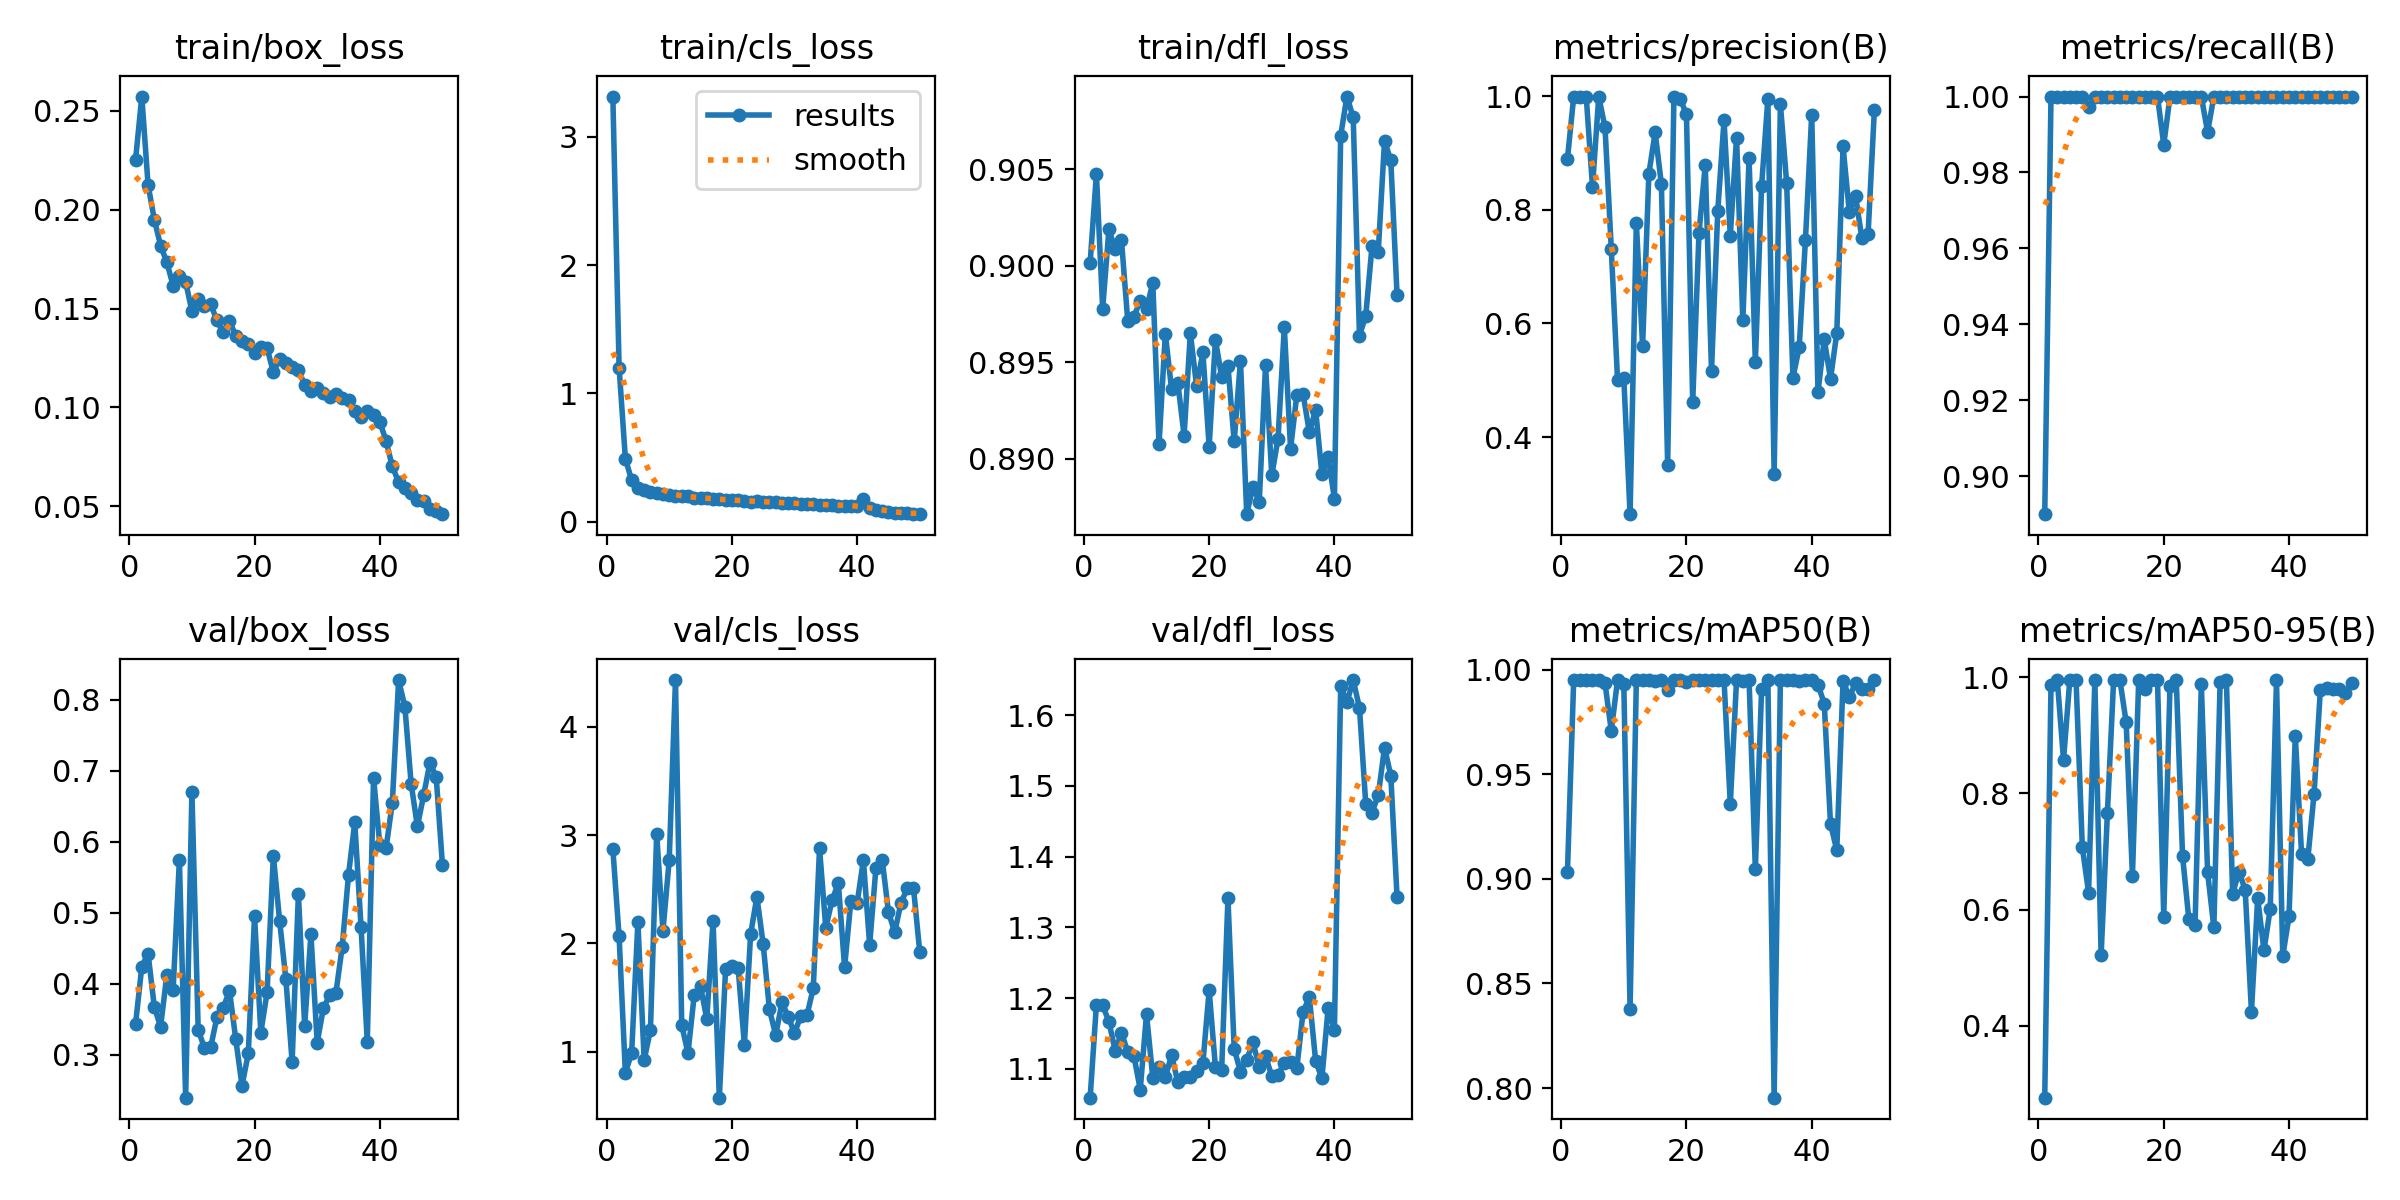 train/box_loss
train/cls_loss
train/dfl_loss
metrics/precision(B)
metrics/recall(B)
0.25
0.20
0.15
0.10
0.05
0 20 40
3
2
1
0
results
smooth
0 20 40
0.905
0.900
0.895
0.890
0 20 40
1.0
0.8
0.6
0.4
0 20 40
1.00
0.98
0.96
0.94
0.92
0.90
0 20 40
val/box_loss
val/cls_loss
val/dfl_loss
metrics/mAP50(B)
metrics/mAP50-95(B)
0.8
0.7
0.6
0.5
0.4
0.3
0 20 40
4
3
2
1
0 20 40
1.6
1.5
1.4
1.3
1.2
1.1
0 20 40
1.00
0.95
0.90
0.85
0.80
0 20 40
1.0
0.8
0.6
0.4
0 20 40